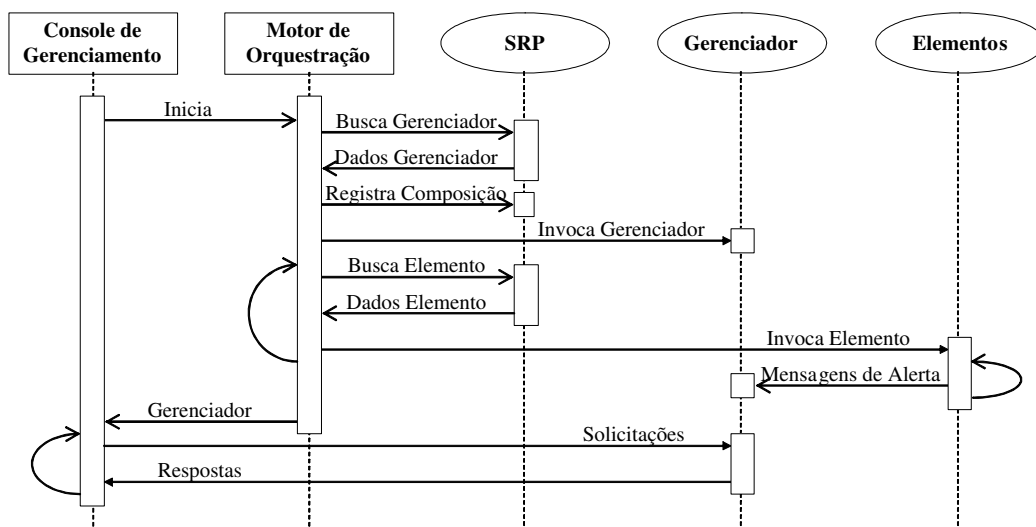 Console de
Gerenciamento
Motor de
Orquestração
SRP
Gerenciador
Elementos
Inicia
Busca Gerenciador
Dados Gerenciador
Registra Composição
Invoca Gerenciador
Busca Elemento
Dados Elemento
Invoca Elemento
Mensagens de Alerta
Gerenciador
Solicitações
Respostas